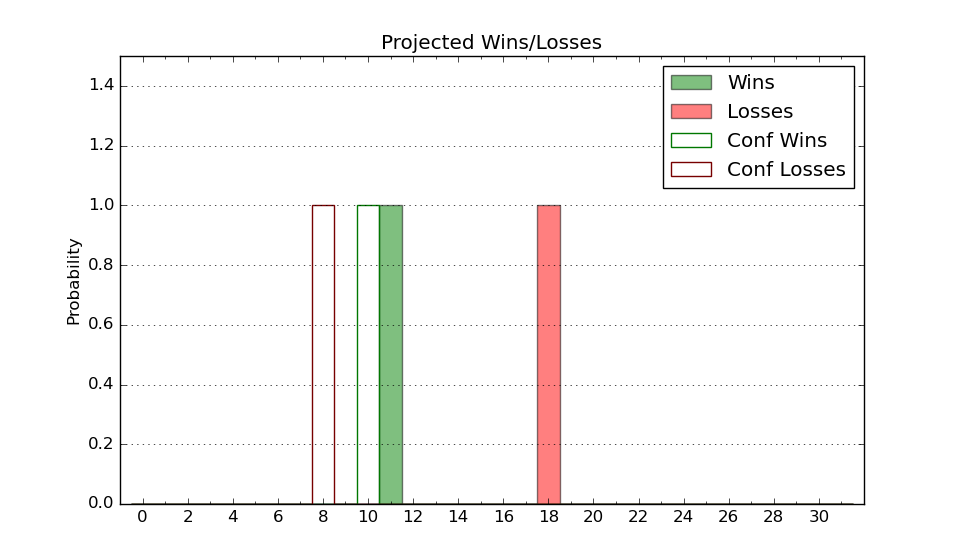 Projected Wins/Losses
1.4
1.2
1.0
0.8
0.6
0.4
0.2
0.0
Probability
Wins
Losses
Conf Wins
Conf Losses
0 2 4 6 8 10 12 14 16 18 20 22 24 26 28 30